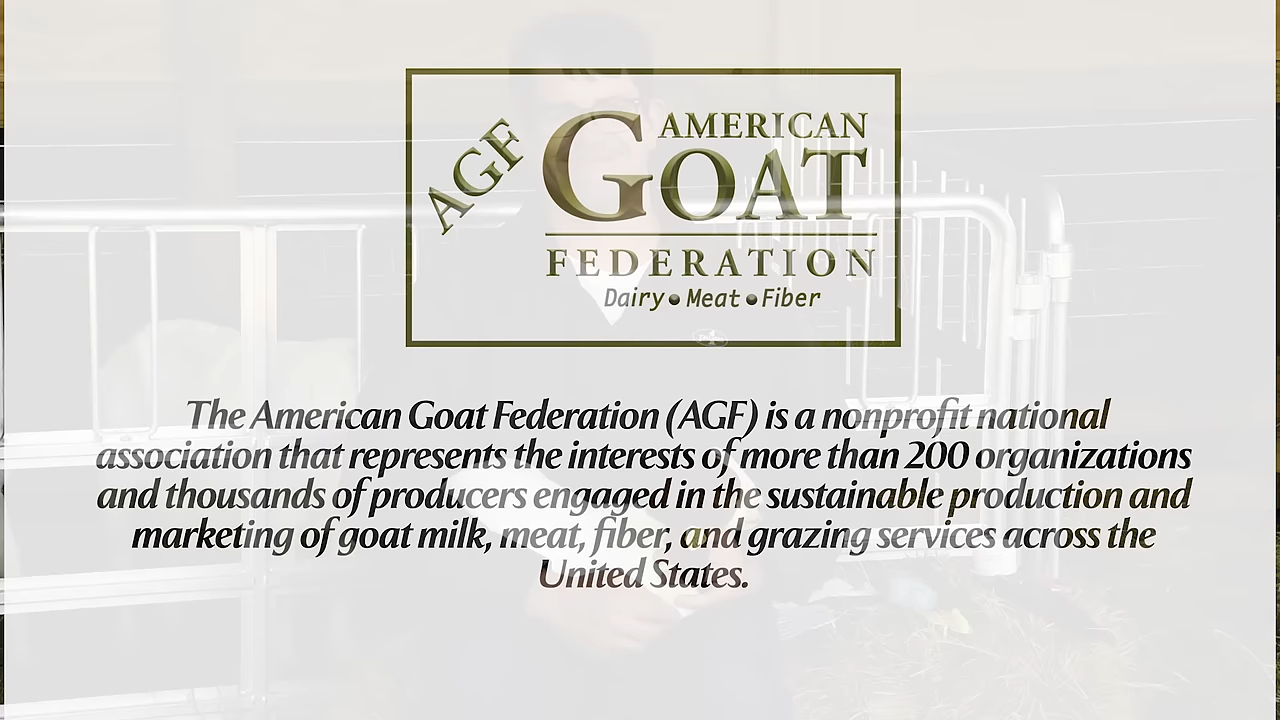 AGF
AMERICAN
GOAT
FEDERATION
Dairy • Meat • Fiber
The American Goat Federation (AGF) is a nonprofit national
association that represents the interests of more than 200 organizations
and thousands of producers engaged in the sustainable production and
marketing of goat milk, meat, fiber, and grazing services across the
United States.